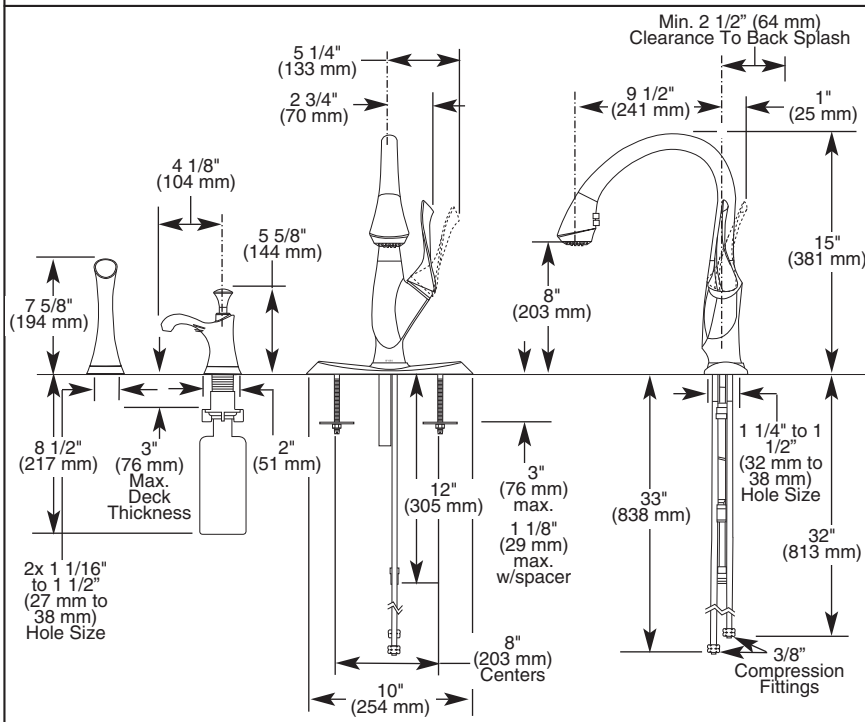 Min. 2 1/2” (64 mm)
Clearance To Back Splash
5 1/4"
(133 mm)
2 3/4"
(70 mm)
9 1/2"
(241 mm)
1"
(25 mm)
4 1/8"
(104 mm)
5 5/8"
(144 mm)
15"
(381 mm)
7 5/8"
(194 mm)
8"
(203 mm)
8 1/2"
(217 mm)
3"
(76 mm)
Max.
Deck
Thickness
2"
(51 mm)
12"
(305 mm)
3"
(76 mm)
max.
1 1/8"
(29 mm)
max.
w/spacer
1 1/4" to 1
1/2”
(32 mm to
38 mm)
Hole Size
33"
(838 mm)
32"
(813 mm)
2x 1 1/16"
to 1 1/2”
(27 mm to
38 mm)
Hole Size
8"
(203 mm)
Centers
10"
(254 mm)
3/8”
Compression
Fittings